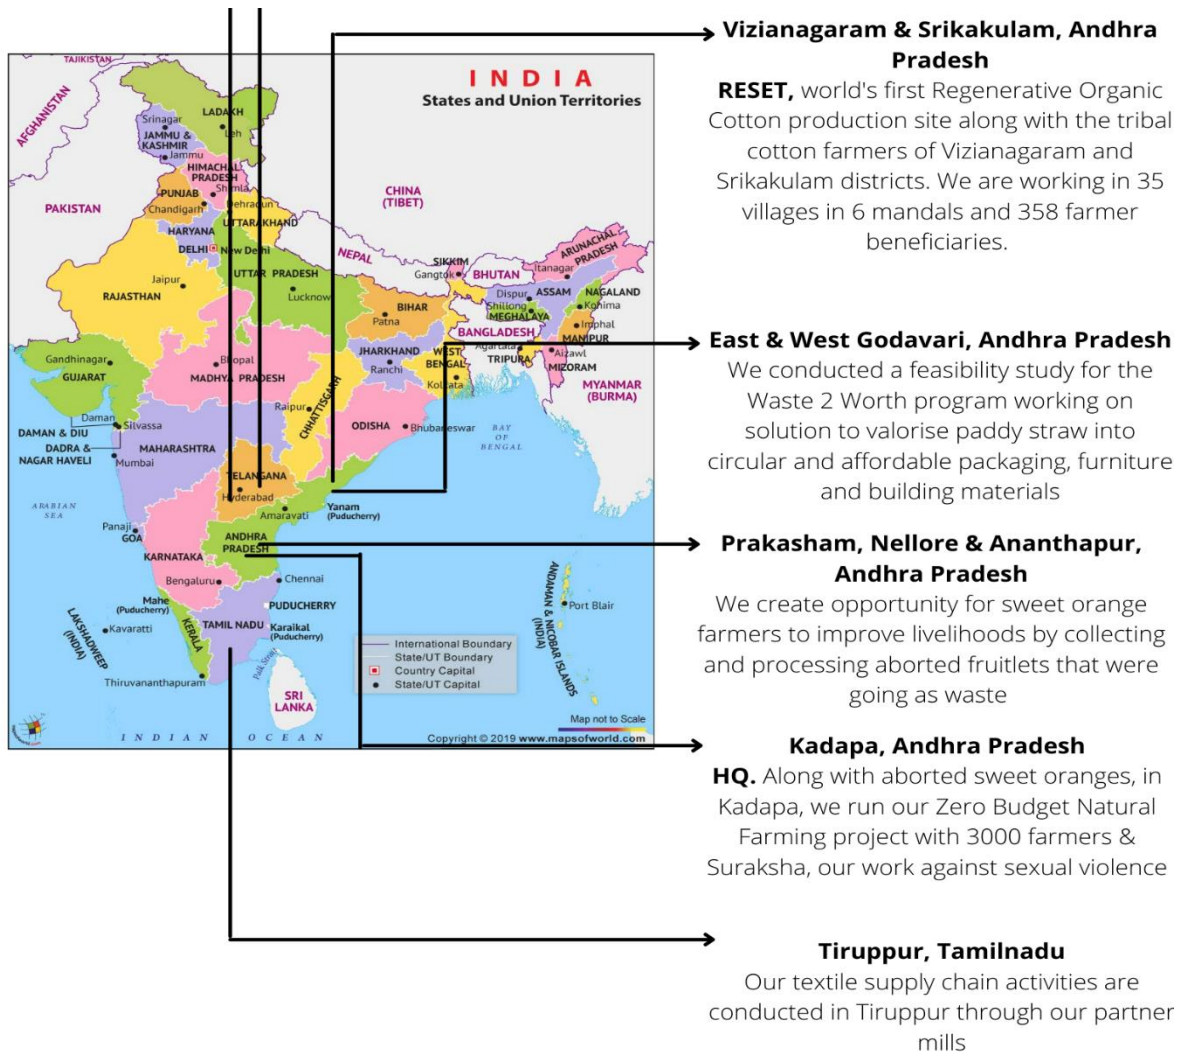 INDIA
States and Union Territories
TAJIKISTAN
AFGHANISTAN
PAKISTAN
CHINA
(TIBET)
NEPAL
BHUTAN
BANGLADESH
MYANMAR
(BURMA)
SRI
LANKA
LADAKH
Leh
Srinagar
JAMMU &
KASHMIR
Jammu
HIMACHAL
PRADESH
Shimla
PUNJAB
Chandigarh
Dehradun
UTTARAKHAND
HARYANA
DELHI
New Delhi
UTTAR PRADESH
Lucknow
Jaipur
RAJASTHAN
BIHAR
Patna
SIKKIM
Gangtok
ARUNACHAL
PRADESH
Itanagar
Dispur
ASSAM
NAGALAND
Kohima
Shillong
MEGHALAYA
Imphal
MANIPUR
Agartala
TRIPURA
Aizawl
MIZORAM
Gandhinagar
GUJARAT
Bhopal
MADHYA PRADESH
JHARKHAND
Ranchi
WEST
BENGAL
Kolkata
Raipur
CHHATTISGARH
ODISHA
Bhubaneswar
BAY
OF
BENGAL
Daman
Silvassa
DAMAN & DIU
DADRA &
NAGAR HAVELI
MAHARASHTRA
Mumbai
TELANGANA
Hyderabad
Amaravati
Yanam
(Puducherry)
ARABIAN
SEA
Panaji
GOA
KARNATAKA
ANDHRA
PRADESH
Bengaluru
Chennai
Mahe
(Puducherry)
PUDUCHERRY
TAMIL NADU
Karaikal
(Puducherry)
KERALA
LAKSHADWEEP
(INDIA)
Kavaratti
Thiruvananthapuram
Palk Strait
ANDAMAN & NICOBAR ISLANDS
(INDIA)
Port Blair
International Boundary
State/UT Boundary
Country Capital
State/UT Capital
Map not to Scale
INDIAN OCEAN
Copyright © 2019 www.mapsofworld.com
Vizianagaram & Srikakulam, Andhra
Pradesh
RESET, world's first Regenerative Organic
Cotton production site along with the tribal
cotton farmers of Vizianagaram and
Srikakulam districts. We are working in 35
villages in 6 mandals and 358 farmer
beneficiaries.
East & West Godavari, Andhra Pradesh
We conducted a feasibility study for the
Waste 2 Worth program working on
solution to valorise paddy straw into
circular and affordable packaging, furniture
and building materials
Prakasham, Nellore & Ananthapur,
Andhra Pradesh
We create opportunity for sweet orange
farmers to improve livelihoods by collecting
and processing aborted fruitlets that were
going as waste
Kadapa, Andhra Pradesh
HQ. Along with aborted sweet oranges, in
Kadapa, we run our Zero Budget Natural
Farming project with 3000 farmers &
Suraksha, our work against sexual violence
Tiruppur, Tamilnadu
Our textile supply chain activities are
conducted in Tiruppur through our partner
mills